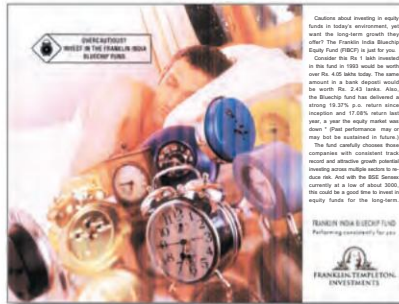 OVERCAUTIOUS?
INVEST IN THE FRANKLIN INDIA
BLUECHIP FUND.
Cautions about investing in equity
funds in today's environment, yet
want the long-term growth they
offer? The Franklin India Bluechip
Equity Fund (FIBCF) is just for you.
Consider this Rs 1 lakh invested
in this fund in 1993 would be worth
over Rs. 4.05 lakhs today. The same
amount in a bank deposti would
be worth Rs. 2.43 lanks. Also,
the Bluechip fund has delivered a
strong 19.37% p.o. return since
inception and 17.08% return last
year, a year the equity market was
down * (Past performance may or
may bot be sustained in future.)
The fund carefully chooses those
companies with consistent track
record and attractive growth potential
investing across multiple sectors to re-
duce risk. And with the BSE Sensex
currently at a low of about 3000,
this could be a good time to invest in
equity funds for the long-term.
FRANKLIN INDIA BLUECHIP FUND
Performing consistently for you
FRANKLIN TEMPLETON
INVESTMENTS